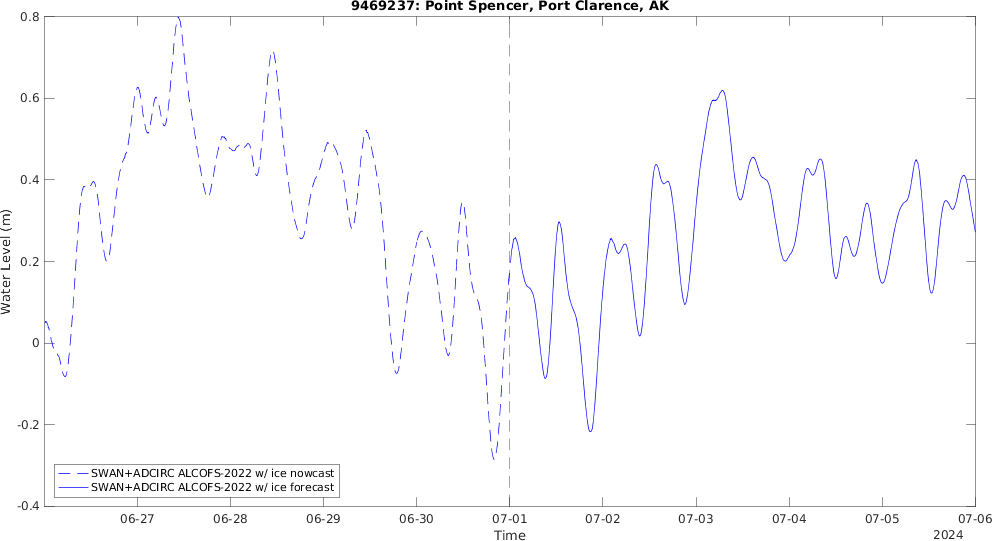 9469237: Point Spencer, Port Clarence, AK
0.8
0.6
0.4
0.2
0
-0.2
-0.4
Water Level (m)
SWAN+ADCIRC ALCOFS-2022 w/ ice nowcast
SWAN+ADCIRC ALCOFS-2022 w/ ice forecast
06-27 06-28 06-29 06-30 07-01 07-02 07-03 07-04 07-05 07-06
Time
2024